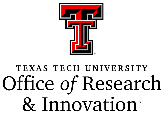 TEXAS TECH UNIVERSITY
Office of Research
& Innovation